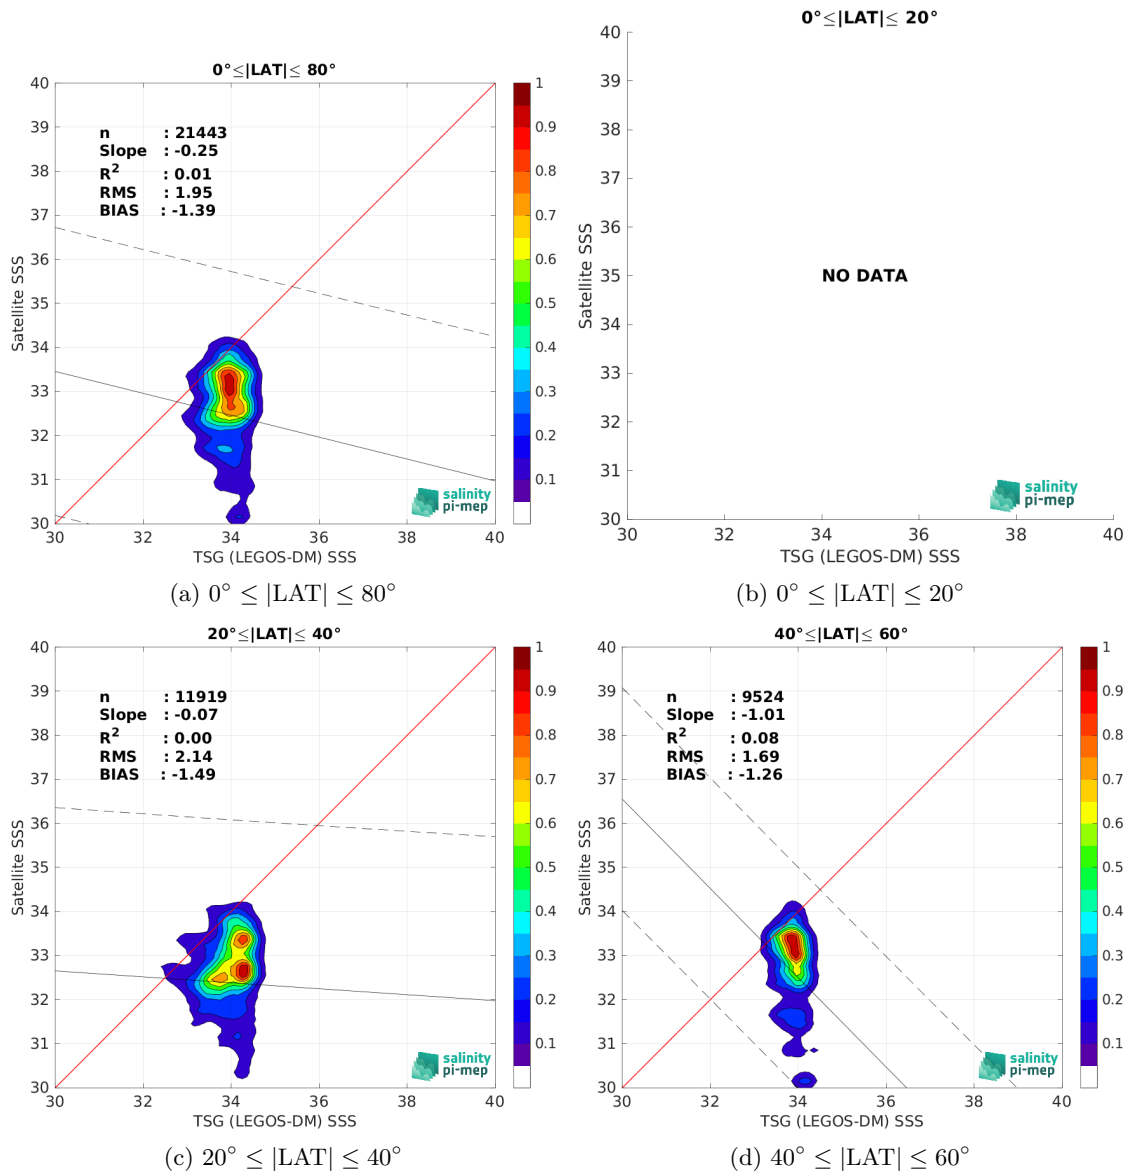 0°≤|LAT|≤ 80°
40
39
38
37
36
35
34
33
32
31
30
n : 21443
Slope : -0.25
R² : 0.01
RMS : 1.95
BIAS : -1.39
Satellite SSS
30 32 34 36 38 40
TSG (LEGOS-DM) SSS
salinity
pi-mep
1
0.9
0.8
0.7
0.6
0.5
0.4
0.3
0.2
0.1
(a) 0° ≤ |LAT| ≤ 80°
0°≤|LAT|≤ 20°
40
39
38
37
36
35
34
33
32
31
30
Satellite SSS
NO DATA
salinity
pi-mep
30 32 34 36 38 40
TSG (LEGOS-DM) SSS
(b) 0° ≤ |LAT| ≤ 20°
20°≤|LAT|≤ 40°
40
39
38
37
36
35
34
33
32
31
30
n : 11919
Slope : -0.07
R² : 0.00
RMS : 2.14
BIAS : -1.49
Satellite SSS
30 32 34 36 38 40
TSG (LEGOS-DM) SSS
salinity
pi-mep
1
0.9
0.8
0.7
0.6
0.5
0.4
0.3
0.2
0.1
(c) 20° ≤ |LAT| ≤ 40°
40°≤|LAT|≤ 60°
40
39
38
37
36
35
34
33
32
31
30
n : 9524
Slope : -1.01
R² : 0.08
RMS : 1.69
BIAS : -1.26
Satellite SSS
30 32 34 36 38 40
TSG (LEGOS-DM) SSS
salinity
pi-mep
1
0.9
0.8
0.7
0.6
0.5
0.4
0.3
0.2
0.1
(d) 40° ≤ |LAT| ≤ 60°